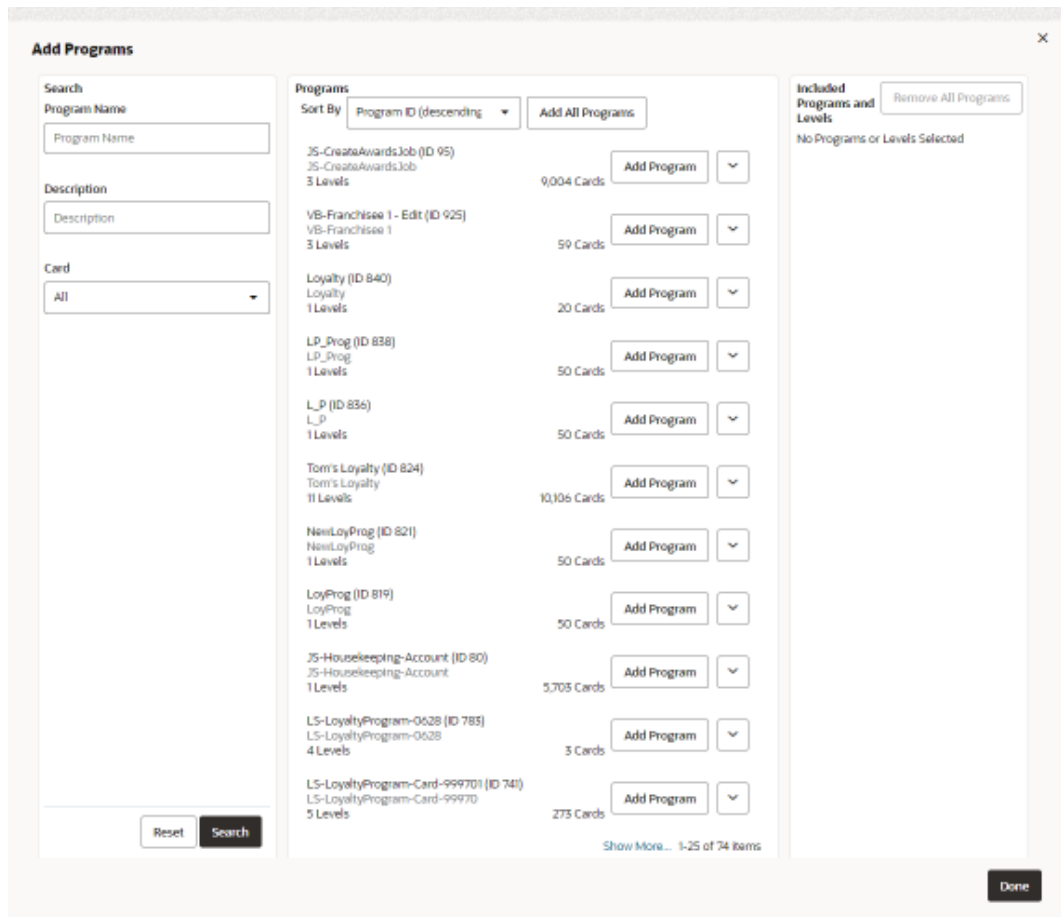 Add Programs
Search
Program Name
Program Name
Description
Description
Card
All
Reset
Search
Programs
Sort By
Program ID (descending
Add All Programs
JS-CreateAwardsJob (ID 95)
JS-CreateAwardsJob
3 Levels
9,004 Cards
Add Program
VB-Franchisee 1 - Edit (ID 925)
VB-Franchisee 1
3 Levels
59 Cards
Add Program
Loyalty (ID 840)
Loyalty
1 Levels
20 Cards
Add Program
LP_Prog (ID 838)
LP_Prog
1 Levels
50 Cards
Add Program
L_P (ID 836)
L_P
1 Levels
50 Cards
Add Program
Tom's Loyalty (ID 824)
Tom's Loyalty
11 Levels
10,106 Cards
Add Program
NewLoyProg (ID 821)
NewLoyProg
1 Levels
50 Cards
Add Program
LoyProg (ID 819)
LoyProg
1 Levels
50 Cards
Add Program
JS-Housekeeping-Account (ID 80)
JS-Housekeeping-Account
1 Levels
5,703 Cards
Add Program
LS-LoyaltyProgram-0628 (ID 783)
LS-LoyaltyProgram-0628
4 Levels
3 Cards
Add Program
LS-LoyaltyProgram-Card-999701 (ID 741)
LS-LoyaltyProgram-Card-99970
5 Levels
273 Cards
Add Program
Show More... 1-25 of 74 items
Included
Programs and
Levels
Remove All Programs
No Programs or Levels Selected
Done